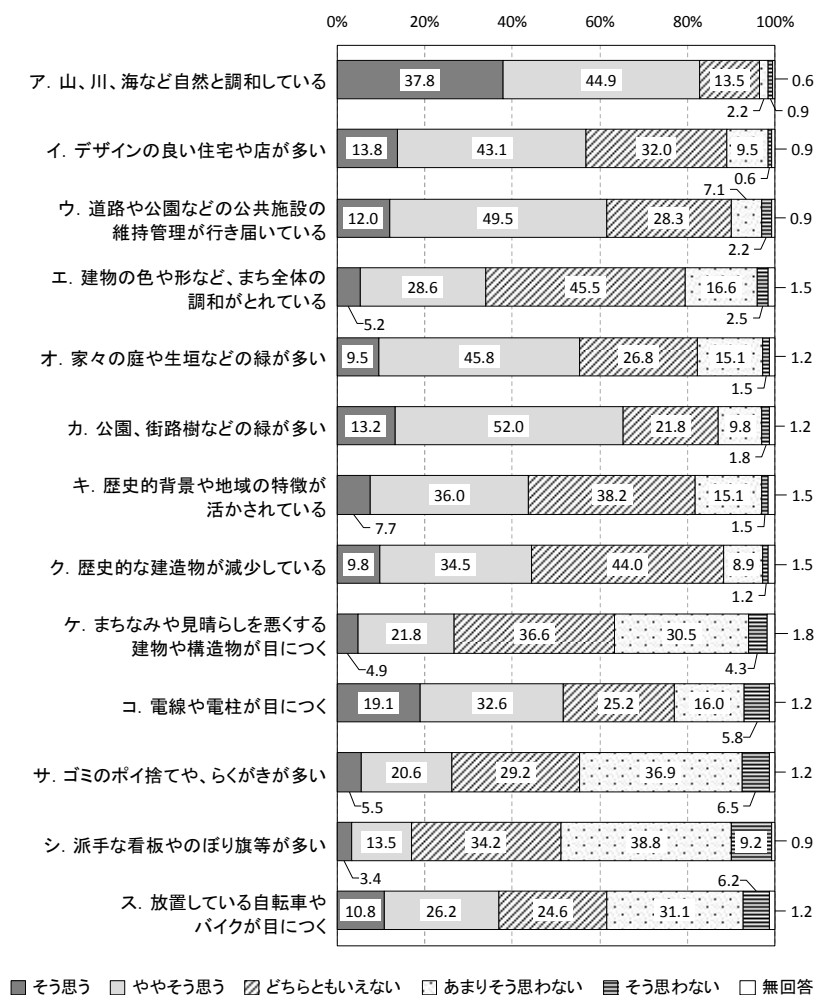 0% 20% 40% 60% 80% 100%
ア．山、川、海など自然と調和している
37.8 44.9 13.5 2.2 0.9 0.6
イ．デザインの良い住宅や店が多い
13.8 43.1 32.0 9.5 0.6 0.9
ウ．道路や公園などの公共施設の
維持管理が行き届いている
12.0 49.5 28.3 7.1 2.2 0.9
エ．建物の色や形など、まち全体の
調和がとれている
5.2 28.6 45.5 16.6 2.5 1.5
オ．家々の庭や生垣などの緑が多い
9.5 45.8 26.8 15.1 1.5 1.2
カ．公園、街路樹などの緑が多い
13.2 52.0 21.8 9.8 1.8 1.2
キ．歴史的背景や地域の特徴が
活かされている
7.7 36.0 38.2 15.1 1.5 1.5
ク．歴史的な建造物が減少している
9.8 34.5 44.0 8.9 1.2 1.5
ケ．まちなみや見晴らしを悪くする
建物や構造物が目につく
4.9 21.8 36.6 30.5 4.3 1.8
コ．電線や電柱が目につく
19.1 32.6 25.2 16.0 5.8 1.2
サ．ゴミのポイ捨てや、らくがきが多い
5.5 20.6 29.2 36.9 6.5 1.2
シ．派手な看板やのぼり旗等が多い
3.4 13.5 34.2 38.8 9.2 0.9
ス．放置している自転車や
バイクが目につく
10.8 26.2 24.6 31.1 6.2 1.2
そう思う ややそう思う どちらともいえない あまりそう思わない そう思わない 無回答